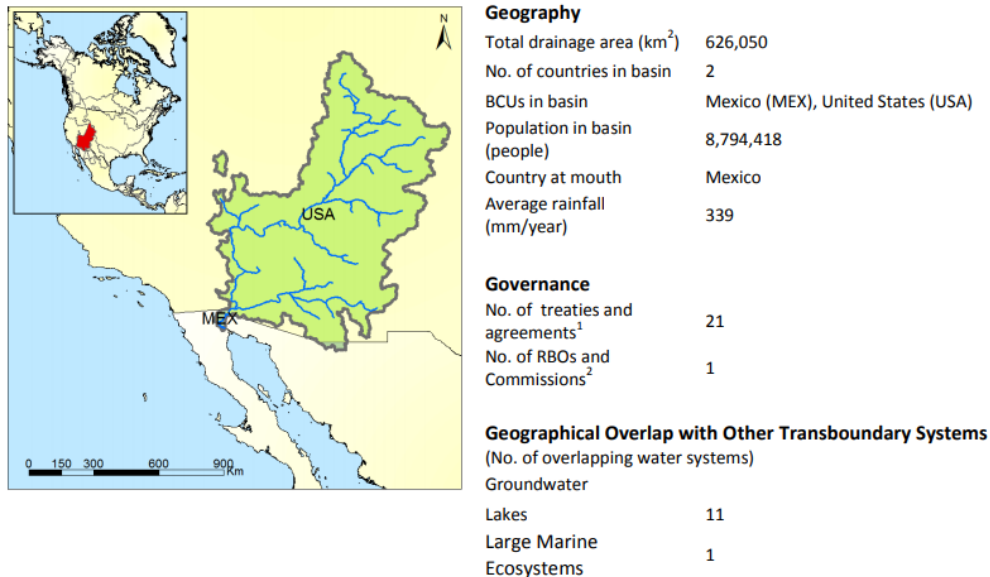 N
USA
MEX
0 150 300 600 900
Km
Geography
Total drainage area (km²) 626,050
No. of countries in basin 2
BCUs in basin Mexico (MEX), United States (USA)
Population in basin
(people) 8,794,418
Country at mouth Mexico
Average rainfall
(mm/year) 339
Governance
No. of treaties and
agreements¹ 21
No. of RBOs and
Commissions² 1
Geographical Overlap with Other Transboundary Systems
(No. of overlapping water systems)
Groundwater
Lakes 11
Large Marine
Ecosystems 1